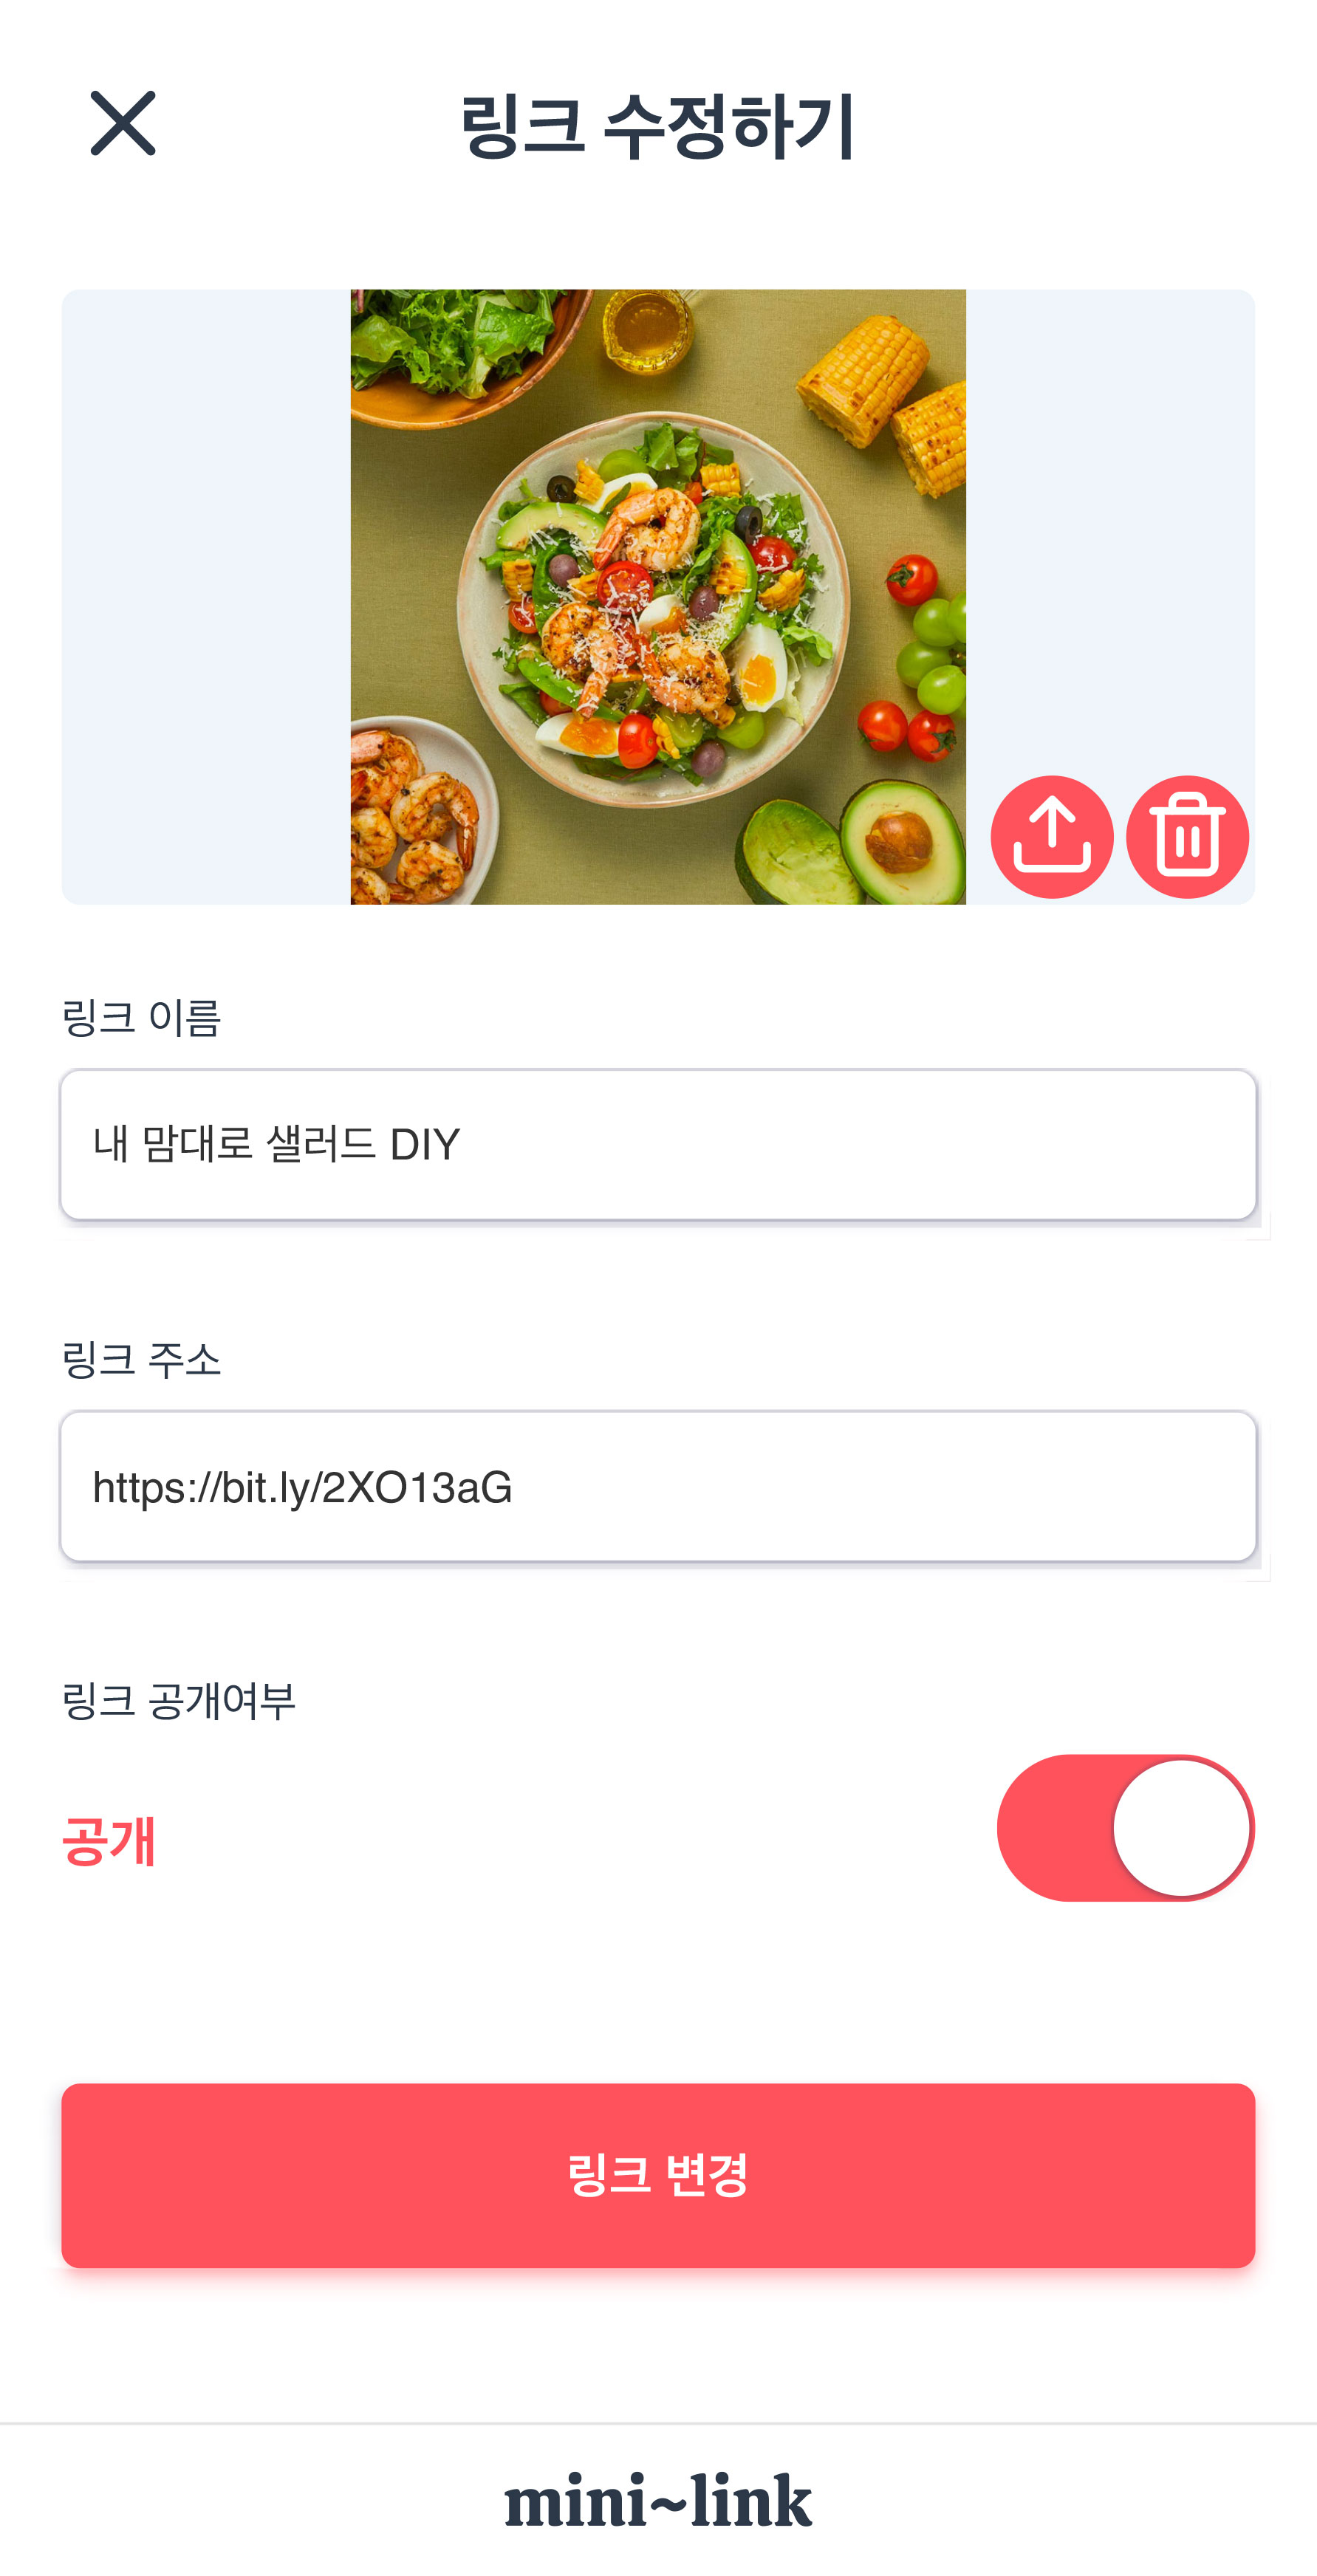 링크 수정하기
링크 이름
내 맘대로 샐러드 DIY
링크 주소
https://bit.ly/2XO13aG
링크 공개여부
공개
링크 변경
mini~link